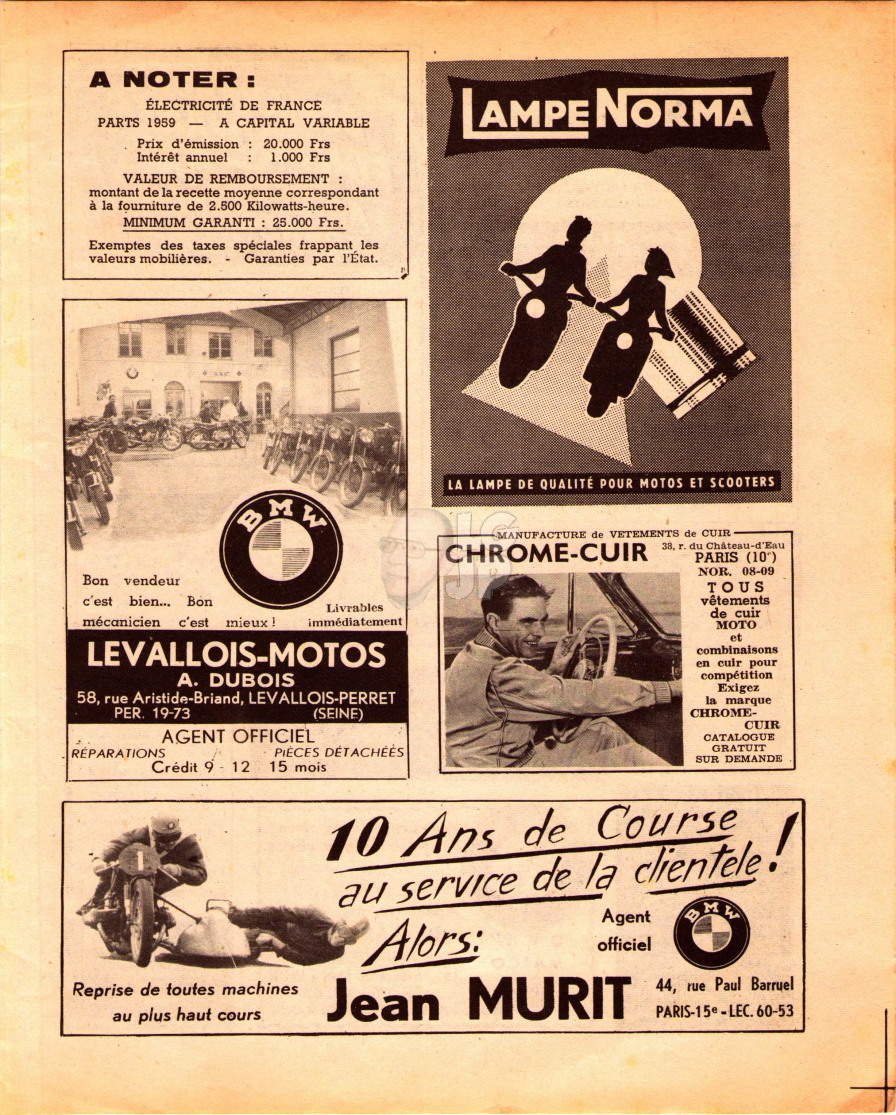 A NOTER :
ÉLECTRICITÉ DE FRANCE
PARTS 1959 — A CAPITAL VARIABLE
Prix d'émission : 20.000 Frs
Intérêt annuel : 1.000 Frs
VALEUR DE REMBOURSEMENT :
montant de la recette moyenne correspondant
à la fourniture de 2.500 Kilowatts-heure.
MINIMUM GARANTI : 25.000 Frs.
Exemptes des taxes spéciales frappant les
valeurs mobilières. - Garanties par l'État.
LAMPE NORMA
LA LAMPE DE QUALITÉ POUR MOTOS ET SCOOTERS
BMW
Bon vendeur
c'est bien... Bon
mécanicien c'est mieux !
Livrables
immédiatement
LEVALLOIS-MOTOS
A. DUBOIS
58, rue Aristide-Briand, LEVALLOIS-PERRET
PER. 19-73 (SEINE)
AGENT OFFICIEL
RÉPARATIONS PIÈCES DÉTACHÉES
Crédit 9 - 12 15 mois
MANUFACTURE de VETEMENTS de CUIR
CHROME-CUIR
38, r. du Château-d'Eau
PARIS (10e)
NOR. 08-09
TOUS
vêtements
de cuir
MOTO
et
combinaisons
en cuir pour
compétition
Exigez
la marque
CHROME-
CUIR
CATALOGUE
GRATUIT
SUR DEMANDE
JG
10 Ans de Course
au service de la clientele !
Alors :
1
Agent
officiel
BMW
Reprise de toutes machines
au plus haut cours
Jean MURIT
44, rue Paul Barruel
PARIS-15e - LEC. 60-53